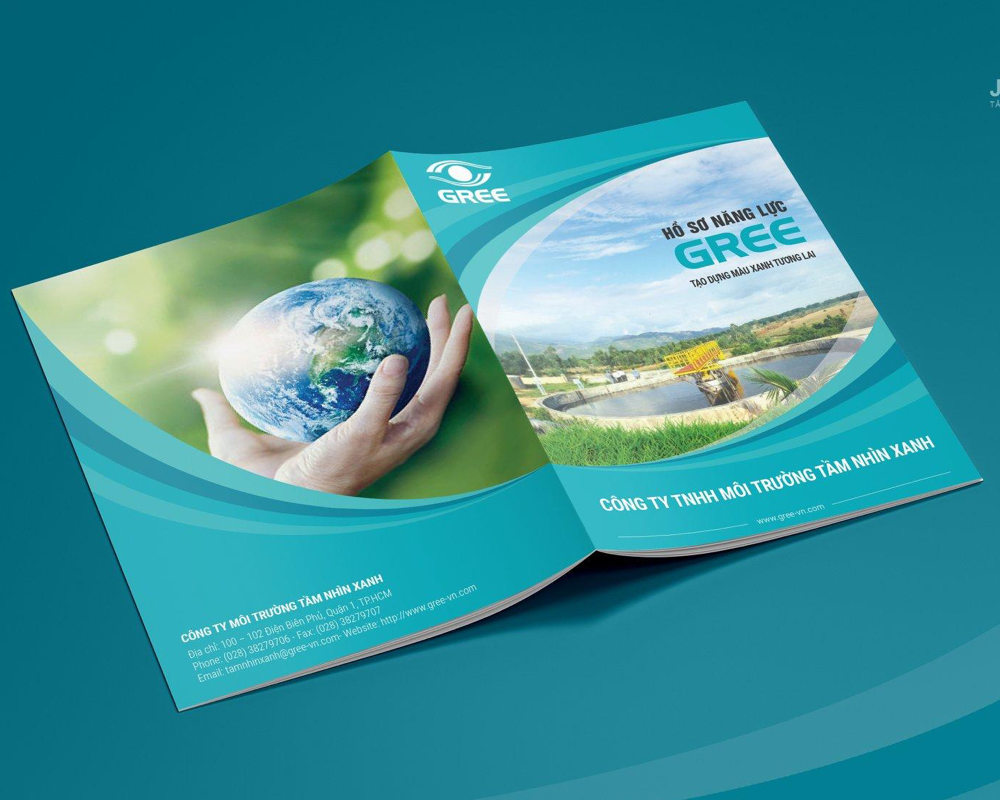 GREE
HỒ SƠ NĂNG LỰC
GREE
TẠO DỰNG MÀU XANH TƯƠNG LAI
CÔNG TY TNHH MÔI TRƯỜNG TẦM NHÌN XANH
www.gree-vn.com
CÔNG TY MÔI TRƯỜNG TẦM NHÌN XANH
Địa chỉ: 100 – 102 Điện Biên Phủ, Quận 1, TP.HCM
Phone: (028) 38279706 - Fax: (028) 38279707
Email: tamnhinxanh@gree-vn.com- Website: http://www.gree-vn.com